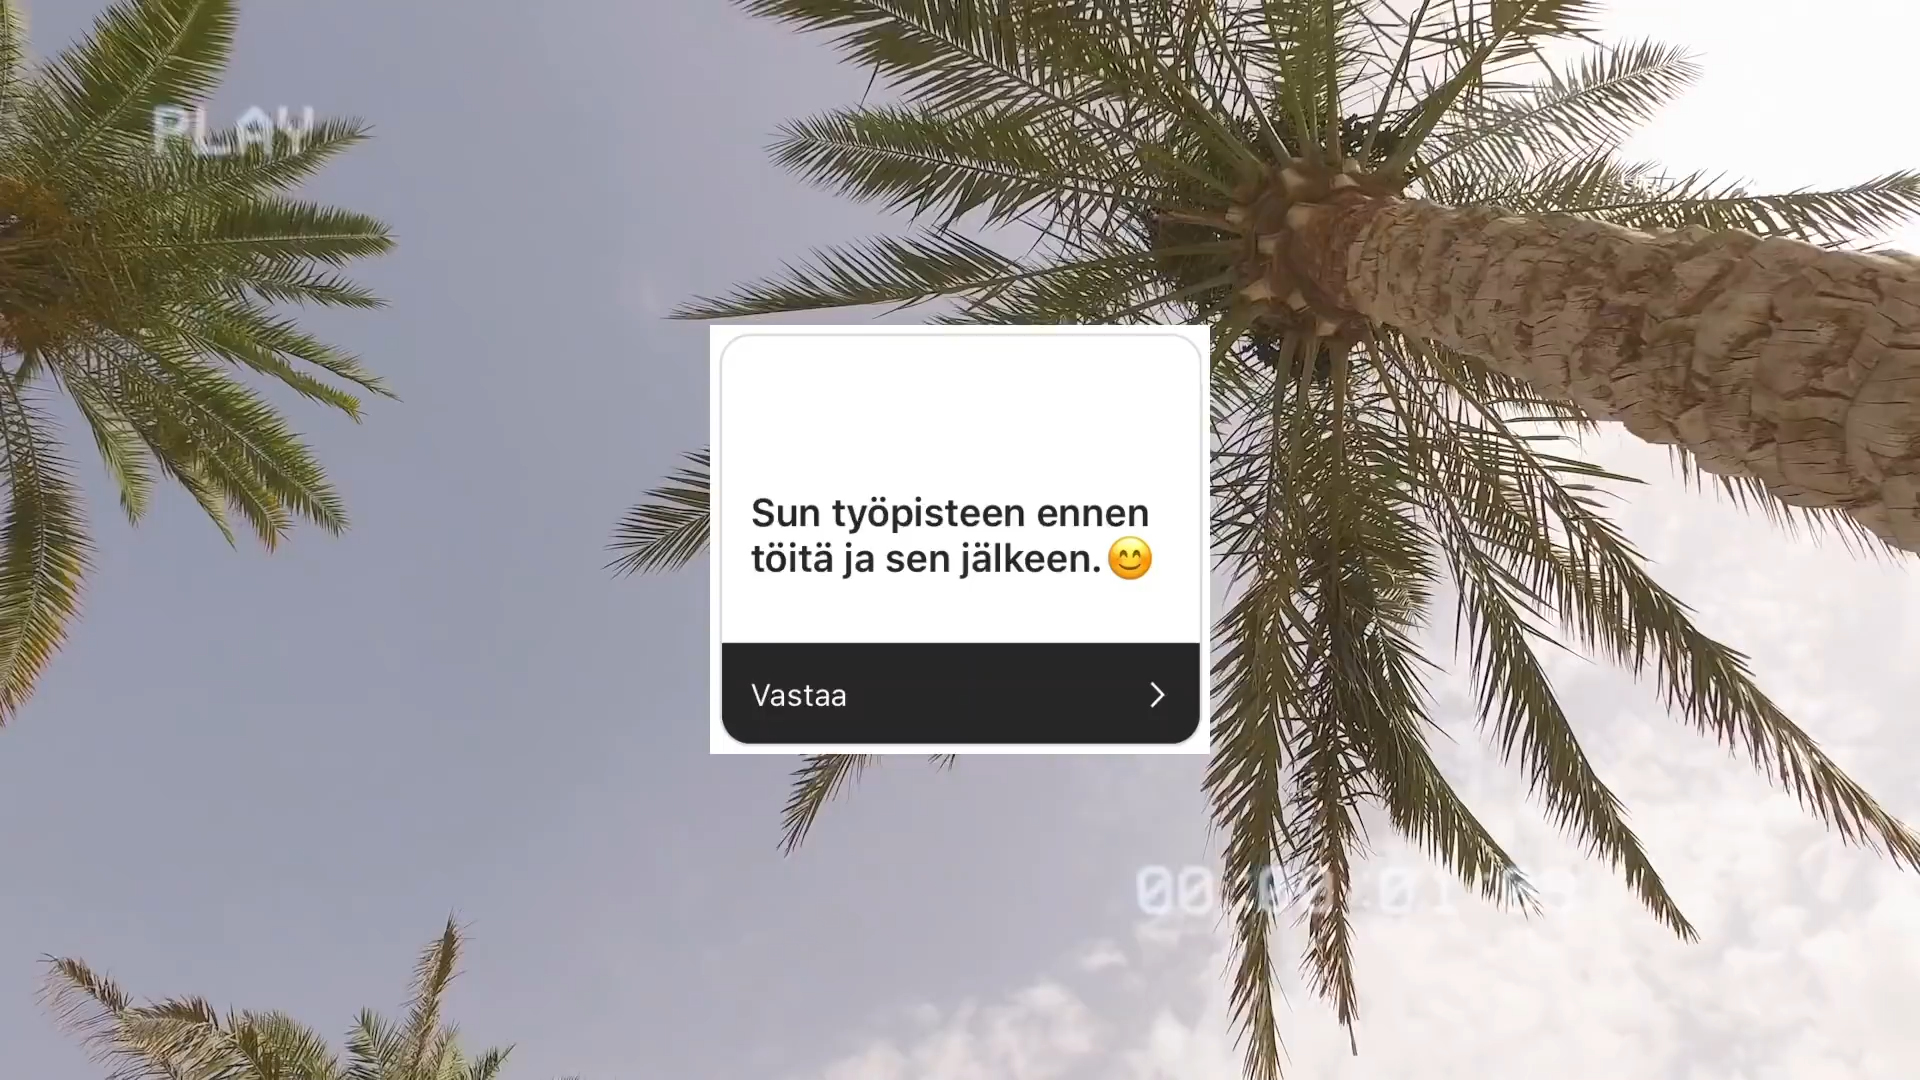 PLAY
Sun työpisteen ennen
töitä ja sen jälkeen.😊
Vastaa